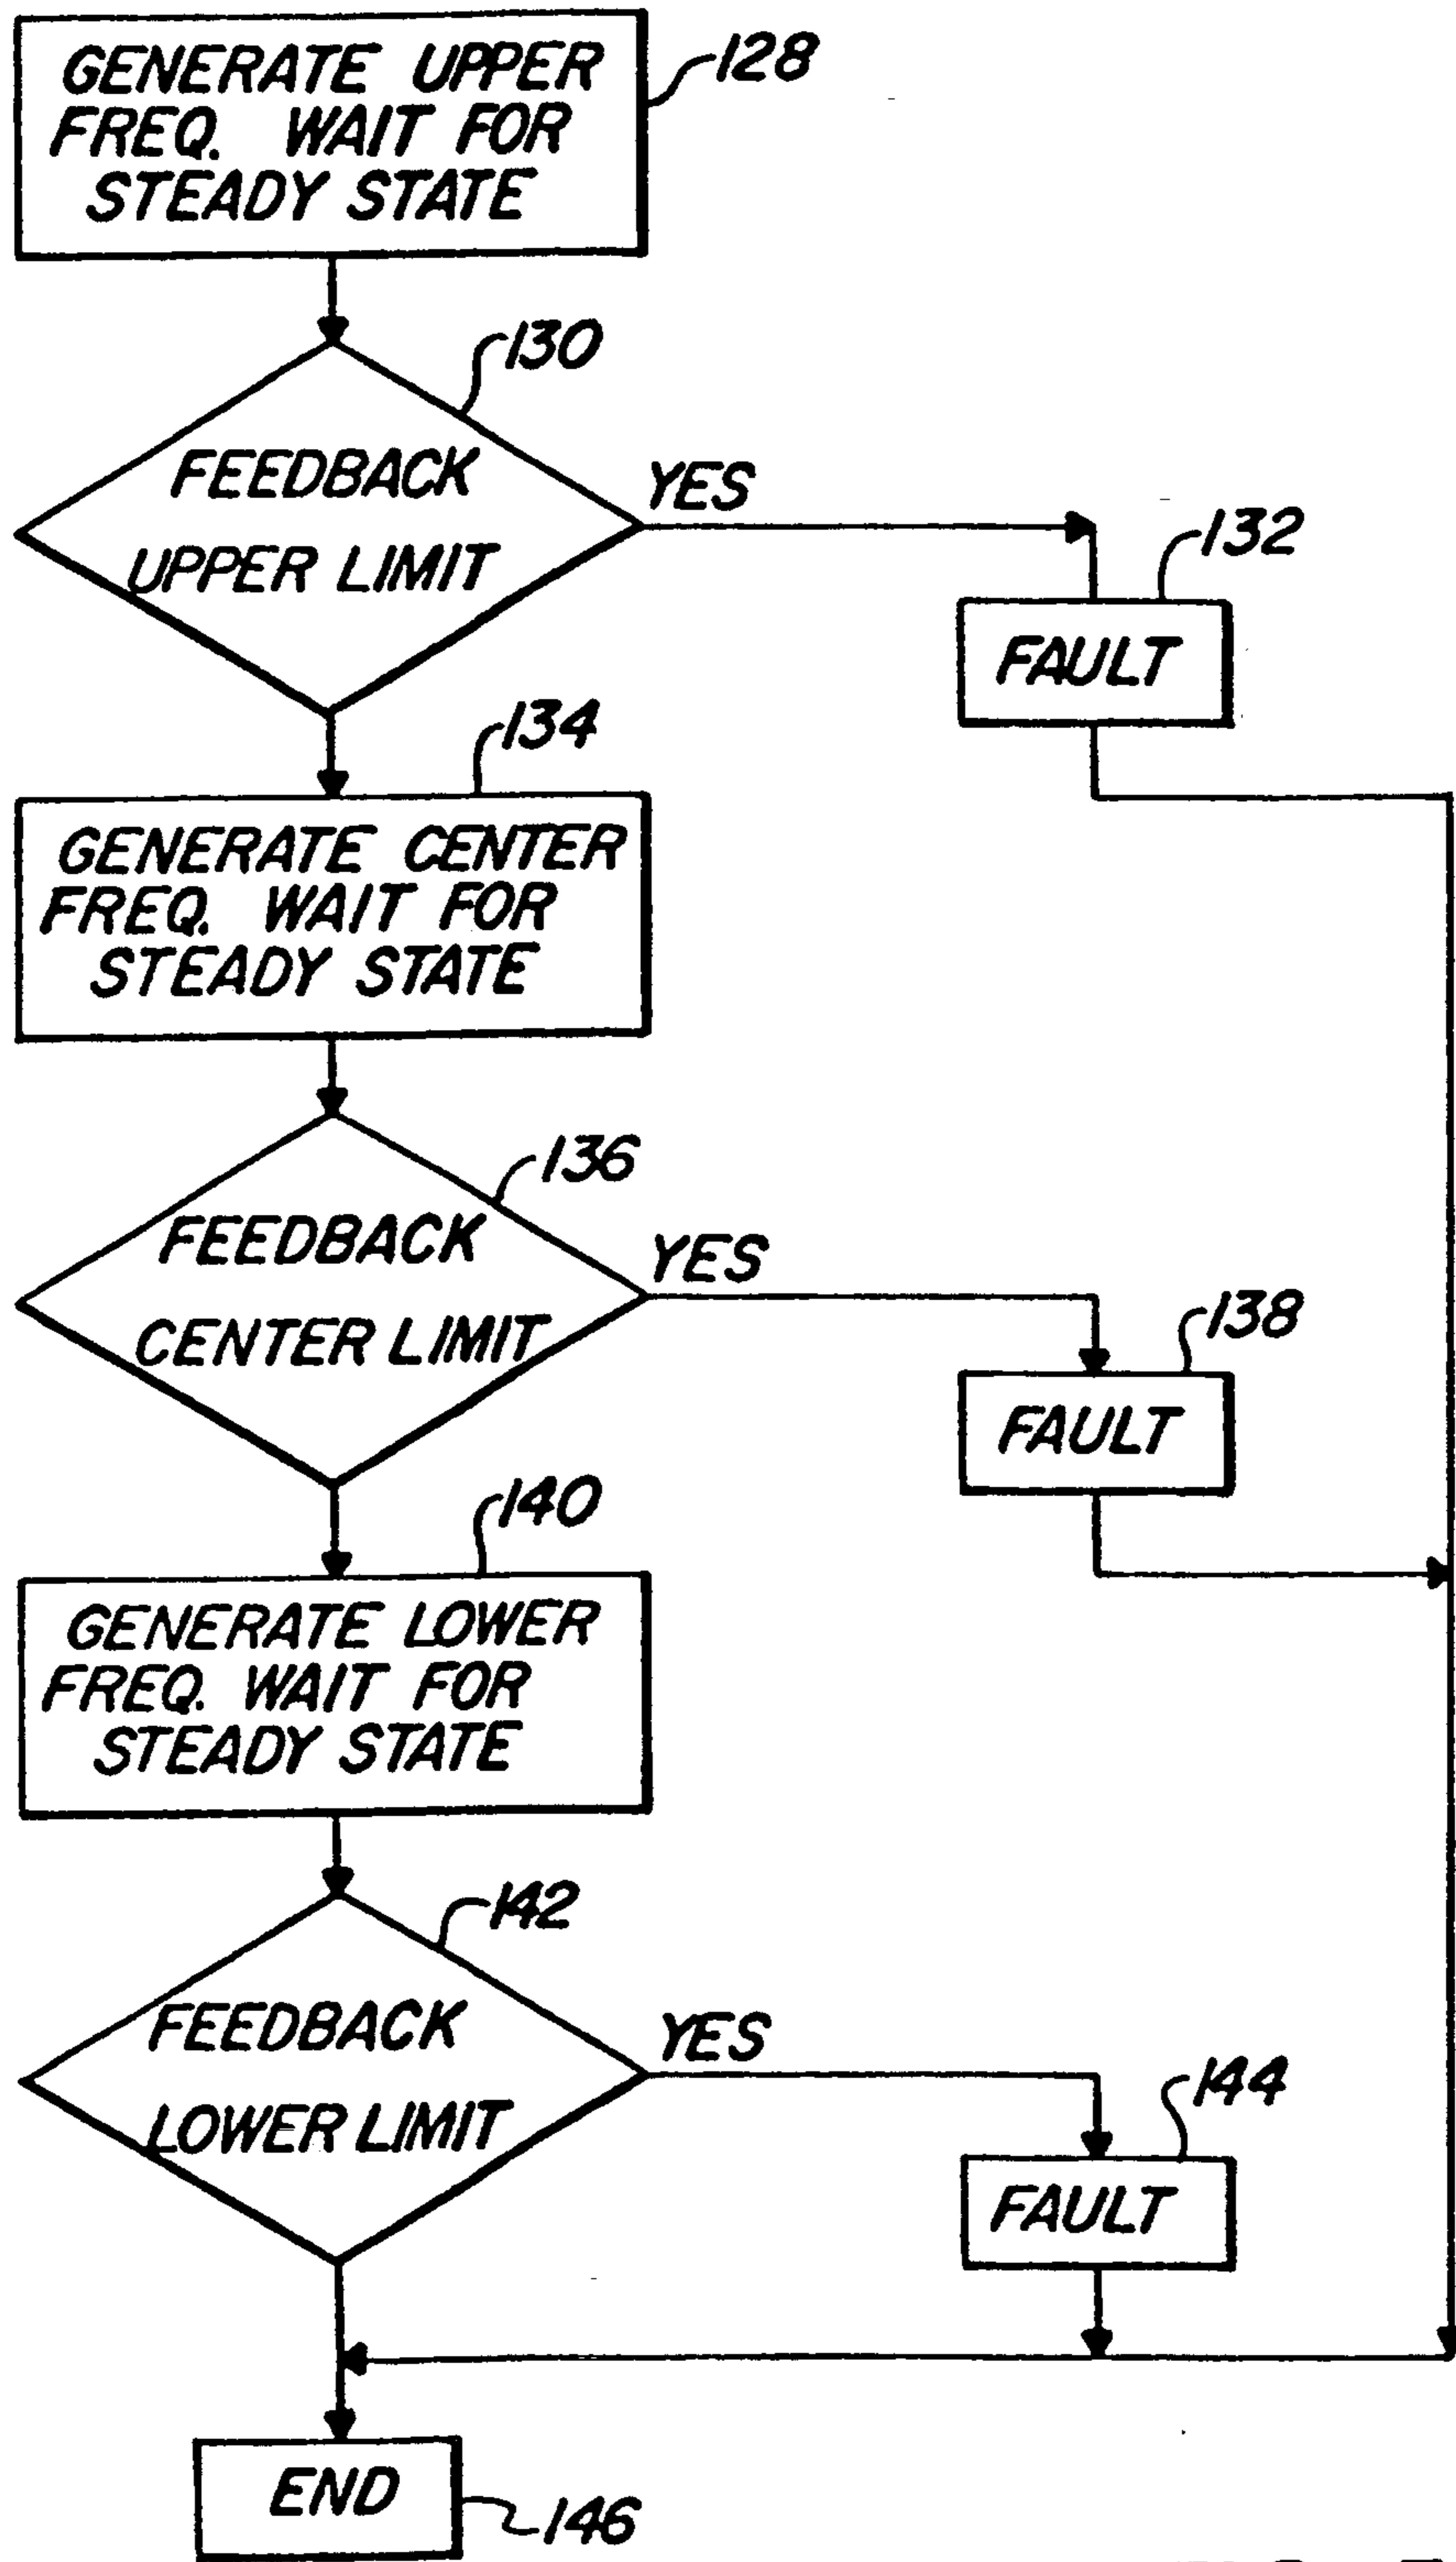 GENERATE UPPER
FREQ. WAIT FOR
STEADY STATE
128
130
FEEDBACK
UPPER LIMIT
YES
132
FAULT
134
GENERATE CENTER
FREQ. WAIT FOR
STEADY STATE
136
FEEDBACK
CENTER LIMIT
YES
138
FAULT
140
GENERATE LOWER
FREQ. WAIT FOR
STEADY STATE
142
FEEDBACK
LOWER LIMIT
YES
144
FAULT
END
146